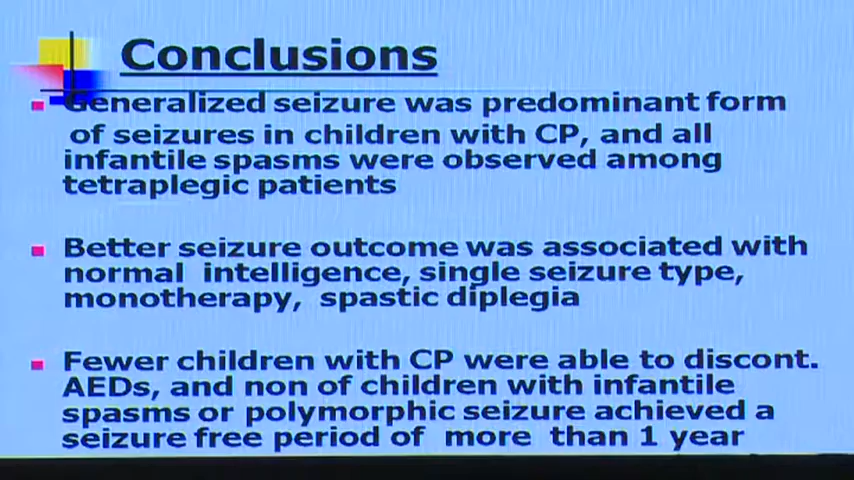 Conclusions
Generalized seizure was predominant form
of seizures in children with CP, and all
infantile spasms were observed among
tetraplegic patients
Better seizure outcome was associated with
normal intelligence, single seizure type,
monotherapy, spastic diplegia
Fewer children with CP were able to discont.
AEDs, and non of children with infantile
spasms or polymorphic seizure achieved a
seizure free period of more than 1 year